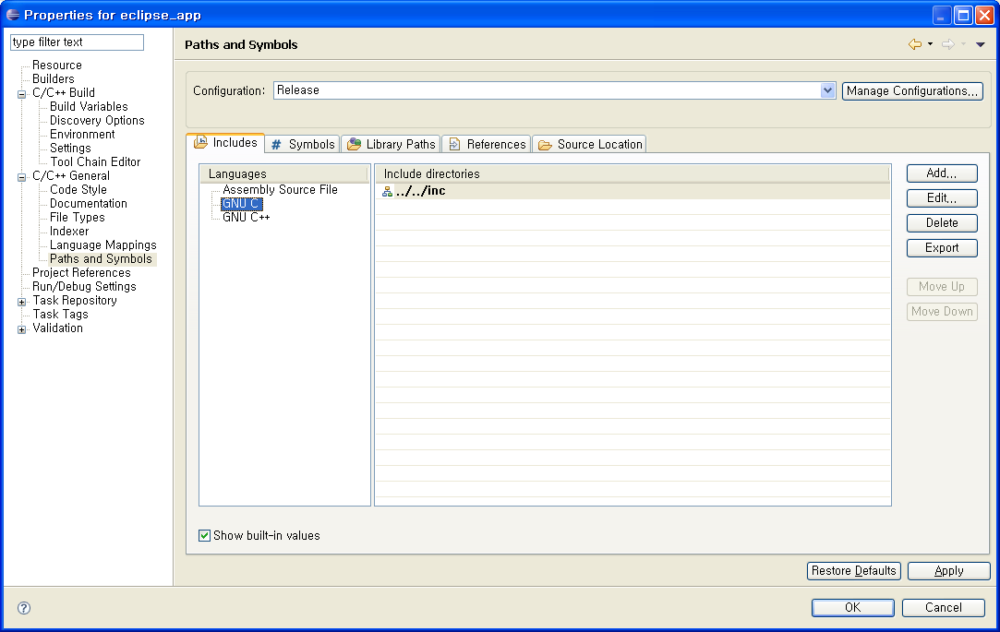 Properties for eclipse_app
type filter text
Resource
Builders
C/C++ Build
Build Variables
Discovery Options
Environment
Settings
Tool Chain Editor
C/C++ General
Code Style
Documentation
File Types
Indexer
Language Mappings
Paths and Symbols
Project References
Run/Debug Settings
Task Repository
Task Tags
Validation
Paths and Symbols
Configuration: Release Manage Configurations...
Includes # Symbols Library Paths References Source Location
Languages
Assembly Source File
GNU C
GNU C++
Include directories
../../inc
Add...
Edit...
Delete
Export
Move Up
Move Down
Show built-in values
Restore Defaults Apply
? OK Cancel